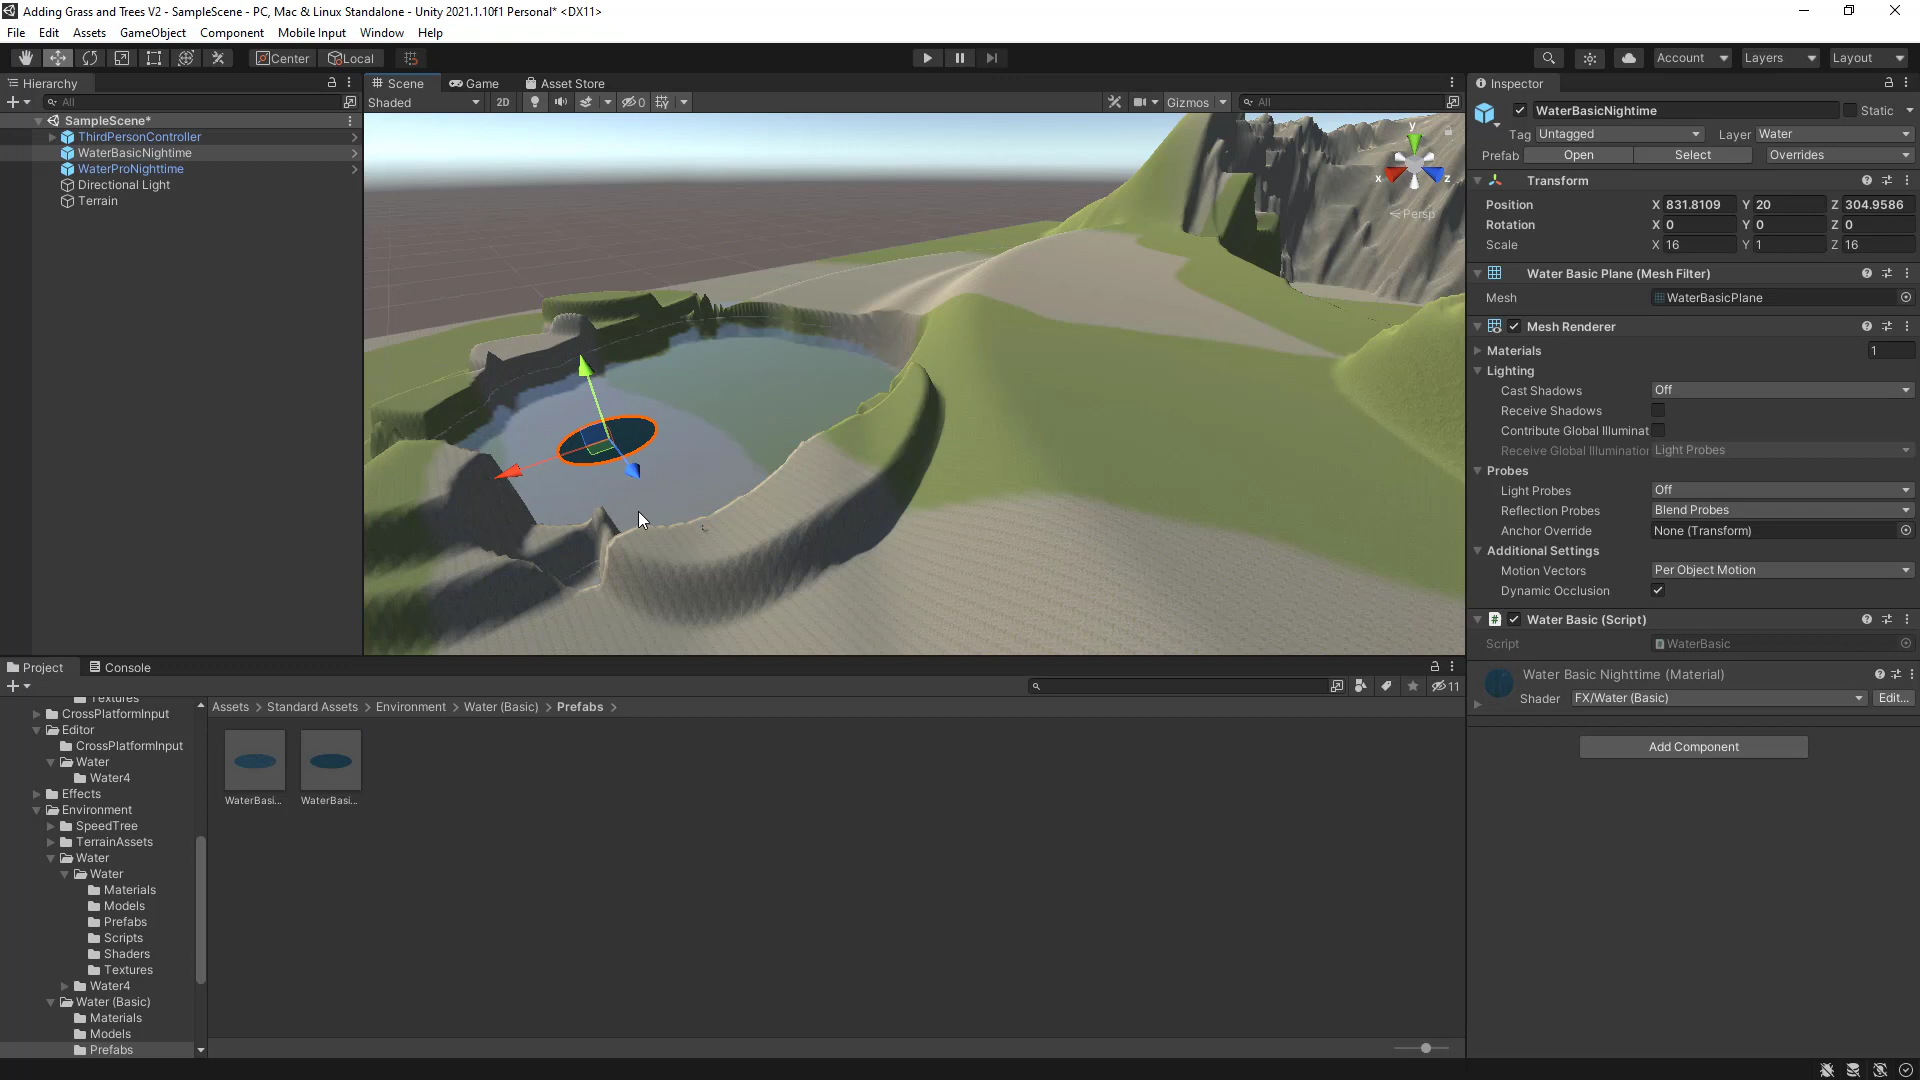 Adding Grass and Trees V2 - SampleScene - PC, Mac & Linux Standalone - Unity 2021.1.10f1 Personal* <DX11>
File Edit Assets GameObject Component Mobile Input Window Help
Center Local Account Layers Layout
Hierarchy
All
SampleScene*
ThirdPersonController
WaterBasicNightime
WaterProNighttime
Directional Light
Terrain
Scene Game Asset Store
Shaded 2D 0 Gizmos All
y
x z
Persp
Inspector
WaterBasicNightime Static
Tag Untagged Layer Water
Prefab Open Select Overrides
Transform
Position X 831.8109 Y 20 Z 304.9586
Rotation X 0 Y 0 Z 0
Scale X 16 Y 1 Z 16
Water Basic Plane (Mesh Filter)
Mesh WaterBasicPlane
Mesh Renderer
Materials 1
Lighting
Cast Shadows Off
Receive Shadows
Contribute Global Illuminat
Receive Global Illumination Light Probes
Probes
Light Probes Off
Reflection Probes Blend Probes
Anchor Override None (Transform)
Additional Settings
Motion Vectors Per Object Motion
Dynamic Occlusion
# Water Basic (Script)
Script WaterBasic
Water Basic Nighttime (Material)
Shader FX/Water (Basic) Edit...
Add Component
Project Console
11
Textures
CrossPlatformInput
Editor
CrossPlatformInput
Water
Water4
Effects
Environment
SpeedTree
TerrainAssets
Water
Water
Materials
Models
Prefabs
Scripts
Shaders
Textures
Water4
Water (Basic)
Materials
Models
Prefabs
Assets > Standard Assets > Environment > Water (Basic) > Prefabs >
WaterBasi... WaterBasi...